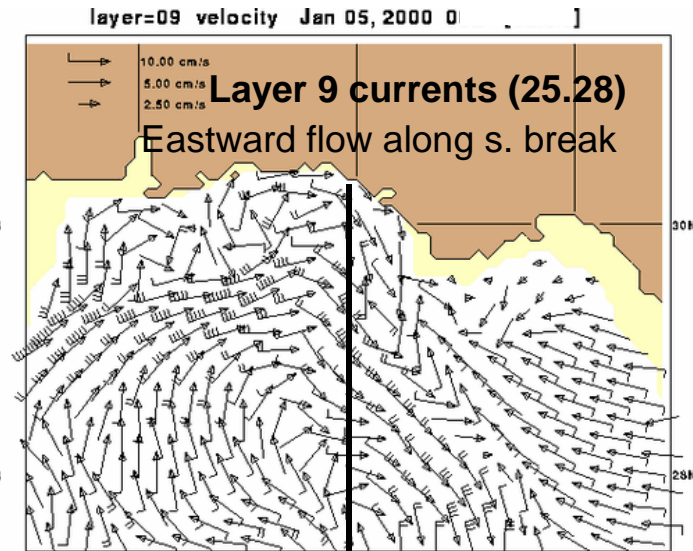 layer=09 velocity Jan 05, 2000 0 [ ]
10.00 cm/s
5.00 cm/s
2.50 cm/s
Layer 9 currents (25.28)
Eastward flow along s. break
30N
28N